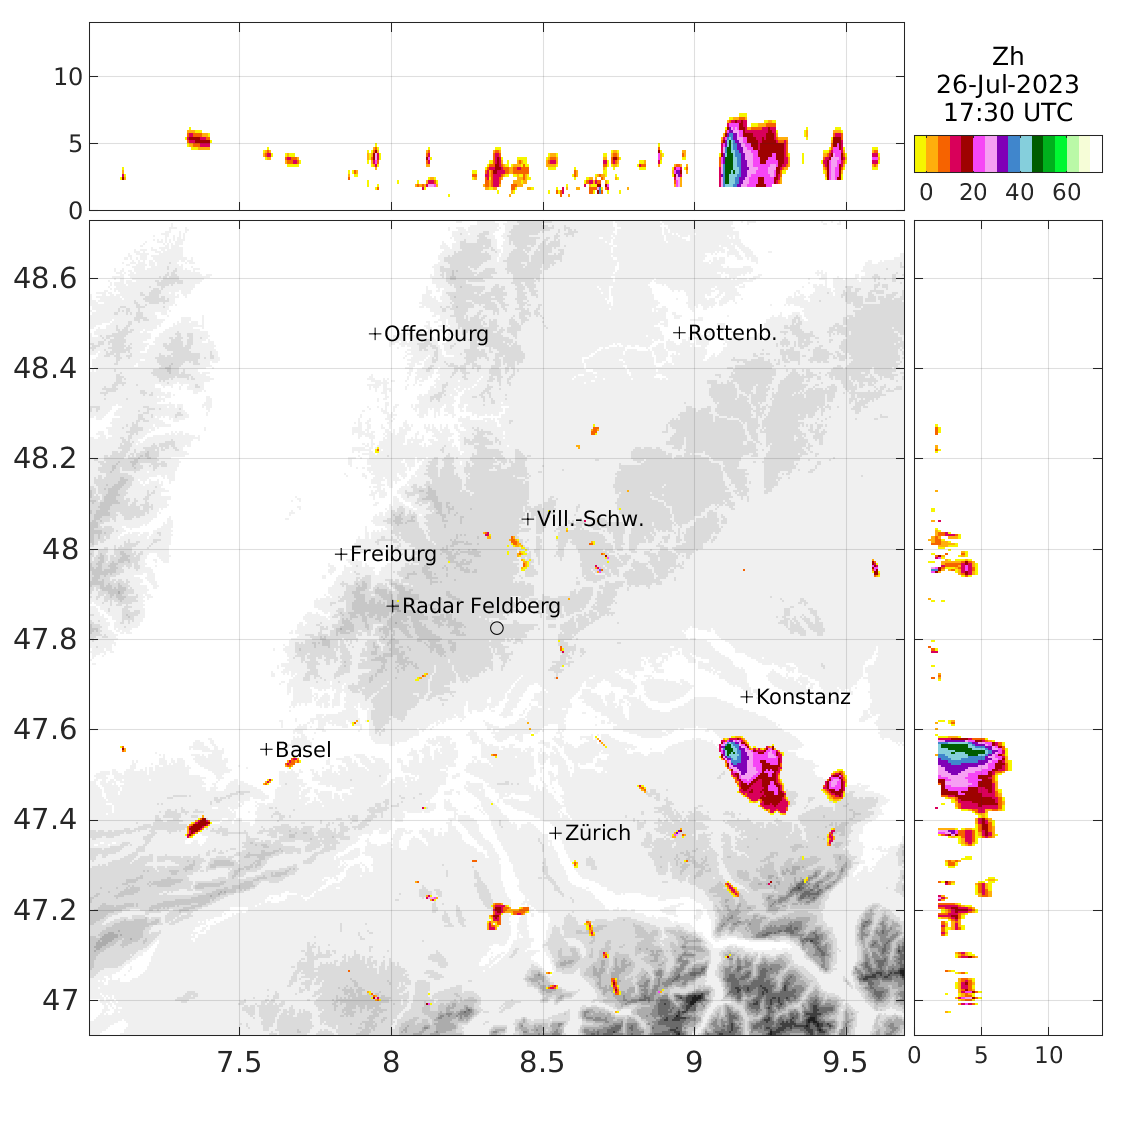 10
5
0
Zh
26-Jul-2023
17:30 UTC
0 20 40 60
48.6
48.4
48.2
48
47.8
47.6
47.4
47.2
47
+Offenburg
+Rottenb.
+Vill.-Schw.
+Freiburg
+Radar Feldberg
+Konstanz
+Basel
+Zürich
7.5 8 8.5 9 9.5
0 5 10